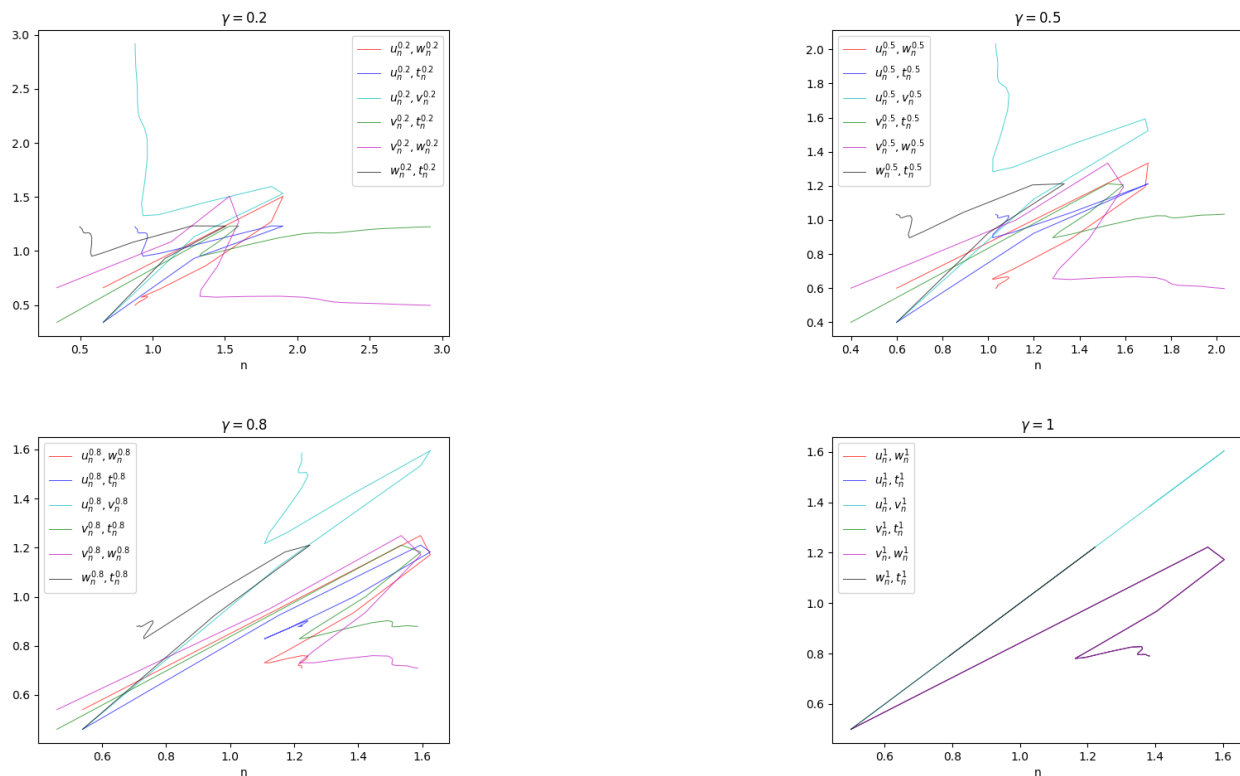 γ = 0.2
3.0
2.5
2.0
1.5
1.0
0.5
0.5 1.0 1.5 2.0 2.5 3.0
n
u_n^{0.2}, w_n^{0.2}
u_n^{0.2}, t_n^{0.2}
u_n^{0.2}, v_n^{0.2}
v_n^{0.2}, t_n^{0.2}
v_n^{0.2}, w_n^{0.2}
w_n^{0.2}, t_n^{0.2}
γ = 0.5
2.0
1.8
1.6
1.4
1.2
1.0
0.8
0.6
0.4
0.4 0.6 0.8 1.0 1.2 1.4 1.6 1.8 2.0
n
u_n^{0.5}, w_n^{0.5}
u_n^{0.5}, t_n^{0.5}
u_n^{0.5}, v_n^{0.5}
v_n^{0.5}, t_n^{0.5}
v_n^{0.5}, w_n^{0.5}
w_n^{0.5}, t_n^{0.5}
γ = 0.8
1.6
1.4
1.2
1.0
0.8
0.6
0.6 0.8 1.0 1.2 1.4 1.6
n
u_n^{0.8}, w_n^{0.8}
u_n^{0.8}, t_n^{0.8}
u_n^{0.8}, v_n^{0.8}
v_n^{0.8}, t_n^{0.8}
v_n^{0.8}, w_n^{0.8}
w_n^{0.8}, t_n^{0.8}
γ = 1
1.6
1.4
1.2
1.0
0.8
0.6
0.6 0.8 1.0 1.2 1.4 1.6
n
u_n^1, w_n^1
u_n^1, t_n^1
u_n^1, v_n^1
v_n^1, t_n^1
v_n^1, w_n^1
w_n^1, t_n^1